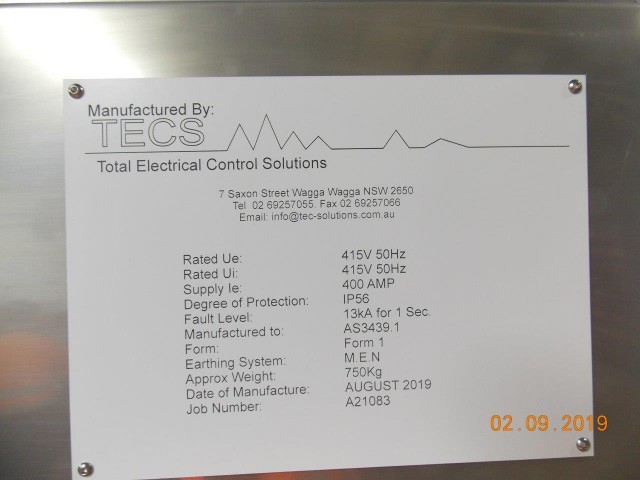 Manufactured By:
TECS
Total Electrical Control Solutions
7 Saxon Street Wagga Wagga NSW 2650
Tel 02 69257055. Fax 02 69257066
Email: info@tec-solutions.com.au
Rated Ue: 415V 50Hz
Rated Ui: 415V 50Hz
Supply Ie: 400 AMP
Degree of Protection: IP56
Fault Level: 13kA for 1 Sec.
Manufactured to: AS3439.1
Form: Form 1
Earthing System: M.E.N
Approx Weight: 750Kg
Date of Manufacture: AUGUST 2019
Job Number: A21083
02.09.2019